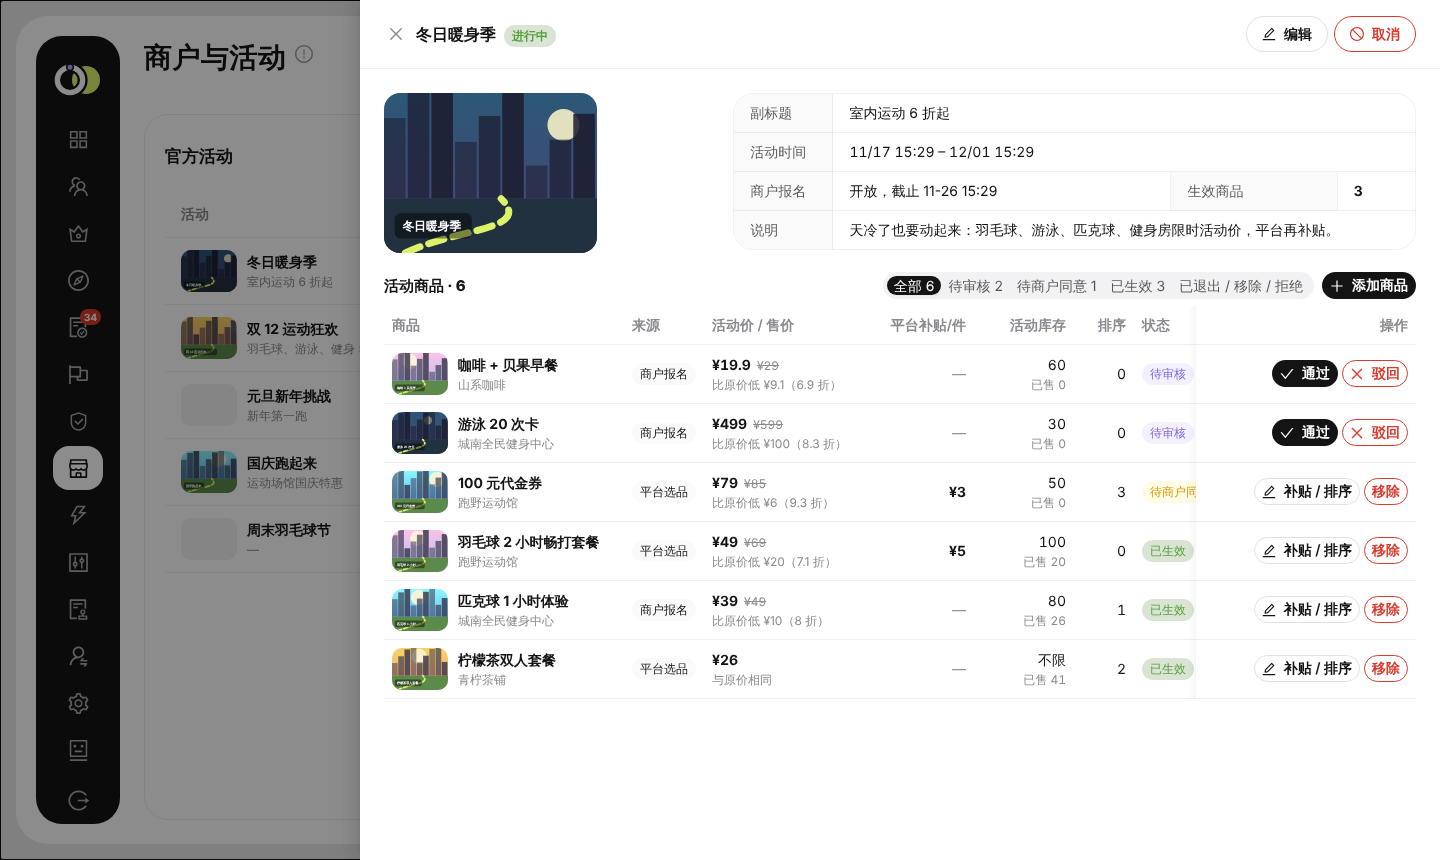 商户与活动
34
官方活动
活动
冬日暖身季
室内运动 6 折起
双 12 运动狂欢
羽毛球、游泳、健身
元旦新年挑战
新年第一跑
国庆跑起来
运动场馆国庆特惠
周末羽毛球节
—
冬日暖身季 进行中
编辑 取消
冬日暖身季
副标题 室内运动 6 折起
活动时间 11/17 15:29 – 12/01 15:29
商户报名 开放，截止 11-26 15:29 生效商品 3
说明 天冷了也要动起来：羽毛球、游泳、匹克球、健身房限时活动价，平台再补贴。
活动商品 · 6
全部 6 待审核 2 待商户同意 1 已生效 3 已退出 / 移除 / 拒绝
添加商品
商品 来源 活动价 / 售价 平台补贴/件 活动库存 排序 状态 操作
咖啡 + 贝果早餐 商户报名 ¥19.9 ¥29 — 60 0 待审核 通过 驳回
山系咖啡 比原价低 ¥9.1（6.9 折） 已售 0
游泳 20 次卡 商户报名 ¥499 ¥599 — 30 0 待审核 通过 驳回
城南全民健身中心 比原价低 ¥100（8.3 折） 已售 0
100 元代金券 平台选品 ¥79 ¥85 ¥3 50 3 待商户同 补贴 / 排序 移除
跑野运动馆 比原价低 ¥6（9.3 折） 已售 0
羽毛球 2 小时畅打套餐 平台选品 ¥49 ¥69 ¥5 100 0 已生效 补贴 / 排序 移除
跑野运动馆 比原价低 ¥20（7.1 折） 已售 20
匹克球 1 小时体验 商户报名 ¥39 ¥49 — 80 1 已生效 补贴 / 排序 移除
城南全民健身中心 比原价低 ¥10（8 折） 已售 26
柠檬茶双人套餐 平台选品 ¥26 — 不限 2 已生效 补贴 / 排序 移除
青柠茶铺 与原价相同 已售 41